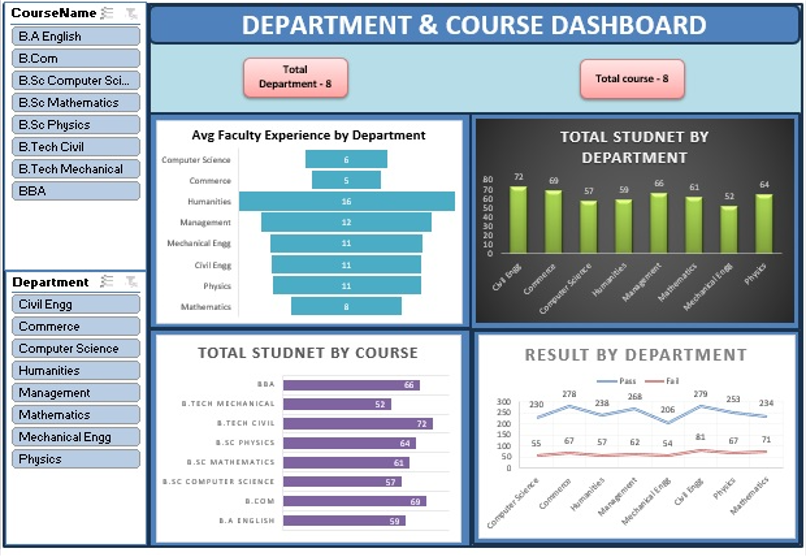 CourseName
B.A English
B.Com
B.Sc Computer Sci...
B.Sc Mathematics
B.Sc Physics
B.Tech Civil
B.Tech Mechanical
BBA
Department
Civil Engg
Commerce
Computer Science
Humanities
Management
Mathematics
Mechanical Engg
Physics
DEPARTMENT & COURSE DASHBOARD
Total
Department - 8
Total course - 8
Avg Faculty Experience by Department
Computer Science 6
Commerce 5
Humanities 16
Management 12
Mechanical Engg 11
Civil Engg 11
Physics 11
Mathematics 8
TOTAL STUDNET BY
DEPARTMENT
80
70
60
50
40
30
20
10
0
72 69 57 59 66 61 52 64
Civil Engg
Commerce
Computer Science
Humanities
Management
Mathematics
Mechanical Engg
Physics
TOTAL STUDNET BY COURSE
BBA 66
B.TECH MECHANICAL 52
B.TECH CIVIL 72
B.SC PHYSICS 64
B.SC MATHEMATICS 61
B.SC COMPUTER SCIENCE 57
B.COM 69
B.A ENGLISH 59
RESULT BY DEPARTMENT
Pass Fail
300
250
200
150
100
50
0
230 278 238 268 206 279 253 234
55 67 57 62 54 81 67 71
Computer Science
Commerce
Humanities
Management
Mechanical Engg
Civil Engg
Physics
Mathematics